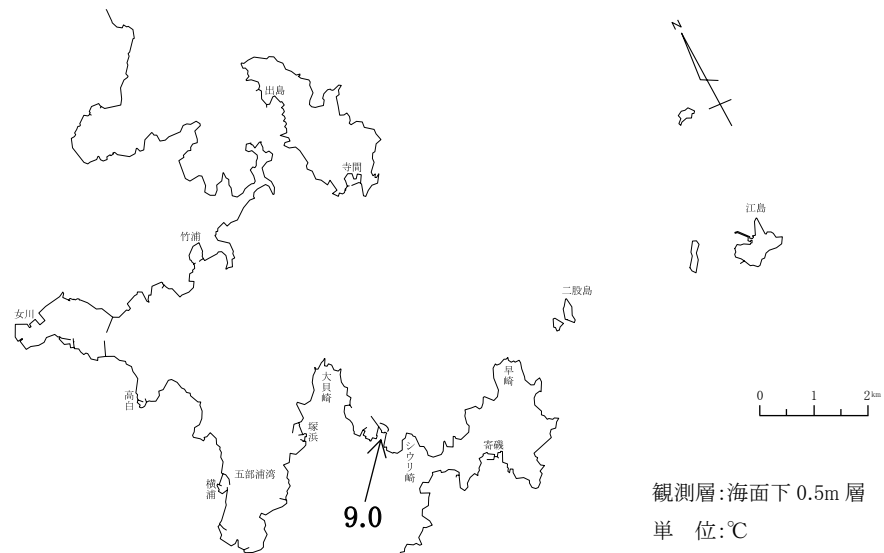 N
出島
寺間
江島
竹浦
二股島
女川
大貝崎
早崎
高白
0 1 2km
塚浜
シウリ崎
寄磯
五部浦湾
横浦
9.0
観測層:海面下 0.5m 層
単 位:℃